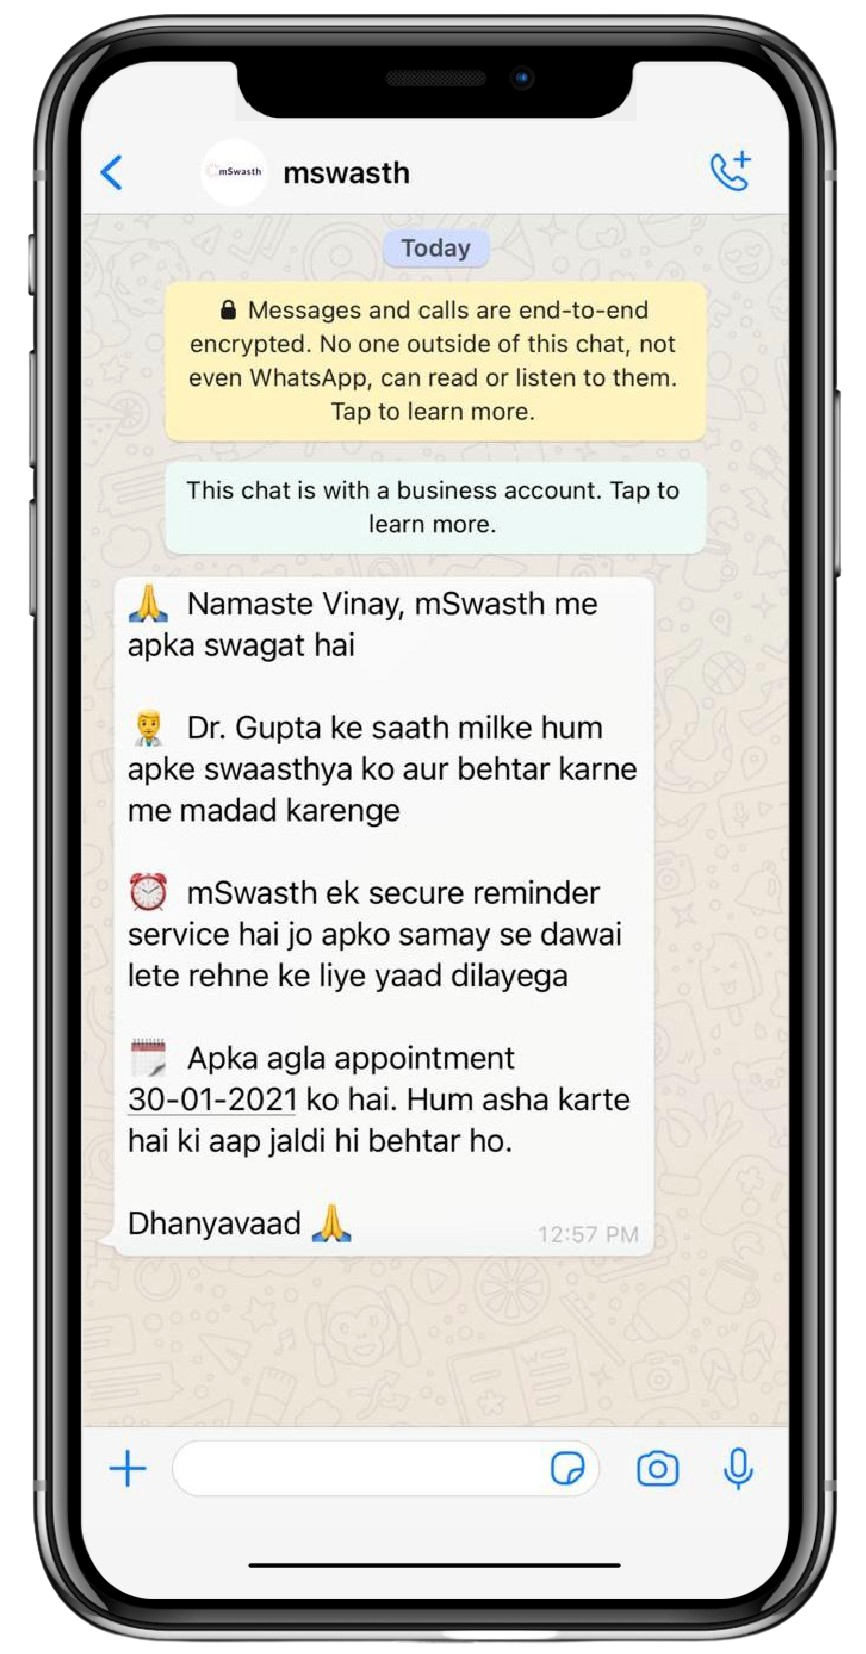 mSwasth
mswasth
Today
🔒 Messages and calls are end-to-end
encrypted. No one outside of this chat, not
even WhatsApp, can read or listen to them.
Tap to learn more.
This chat is with a business account. Tap to
learn more.
🙏 Namaste Vinay, mSwasth me
apka swagat hai
👨‍⚕️ Dr. Gupta ke saath milke hum
apke swaasthya ko aur behtar karne
me madad karenge
⏰ mSwasth ek secure reminder
service hai jo apko samay se dawai
lete rehne ke liye yaad dilayega
🗓️ Apka agla appointment
30-01-2021 ko hai. Hum asha karte
hai ki aap jaldi hi behtar ho.
Dhanyavaad 🙏
12:57 PM